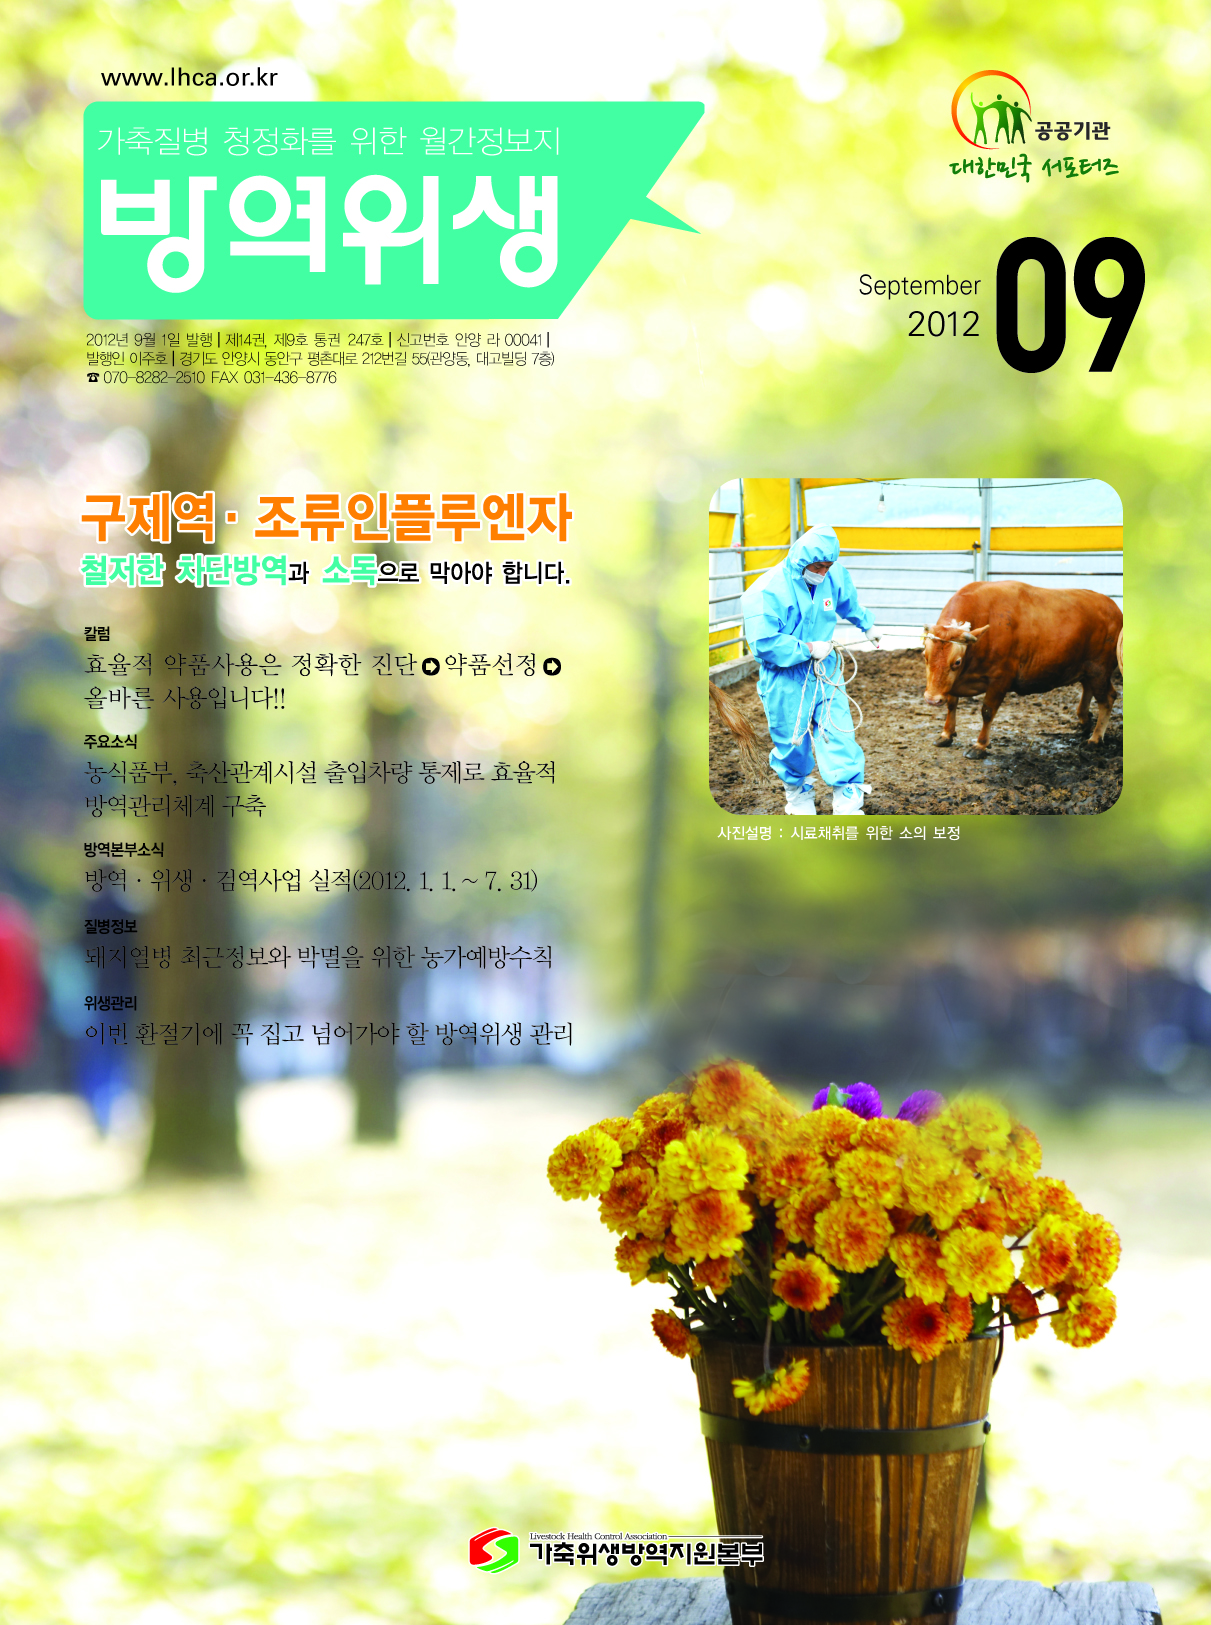 www.lhca.or.kr
가축질병 청정화를 위한 월간정보지
방역위생
공공기관
대한민국 서포터즈
September
2012
09
2012년 9월 1일 발행 | 제14권, 제9호 통권 247호 | 신고번호 안양 라 00041 |
발행인 이주호 | 경기도 안양시 동안구 평촌대로 212번길 55(관양동, 대고빌딩 7층)
☎ 070-8282-2510 FAX 031-436-8776
구제역 · 조류인플루엔자
철저한 차단방역과 소독으로 막아야 합니다.
칼럼
효율적 약품사용은 정확한 진단➲약품선정➲
올바른 사용입니다!!
주요소식
농식품부, 축산관계시설 출입차량 통제로 효율적
방역관리체계 구축
방역본부소식
방역 · 위생 · 검역사업 실적(2012. 1. 1. ~ 7. 31)
질병정보
돼지열병 최근정보와 박멸을 위한 농가예방수칙
위생관리
이번 환절기에 꼭 집고 넘어가야 할 방역위생 관리
사진설명 : 시료채취를 위한 소의 보정
Livestock Health Control Association
가축위생방역지원본부